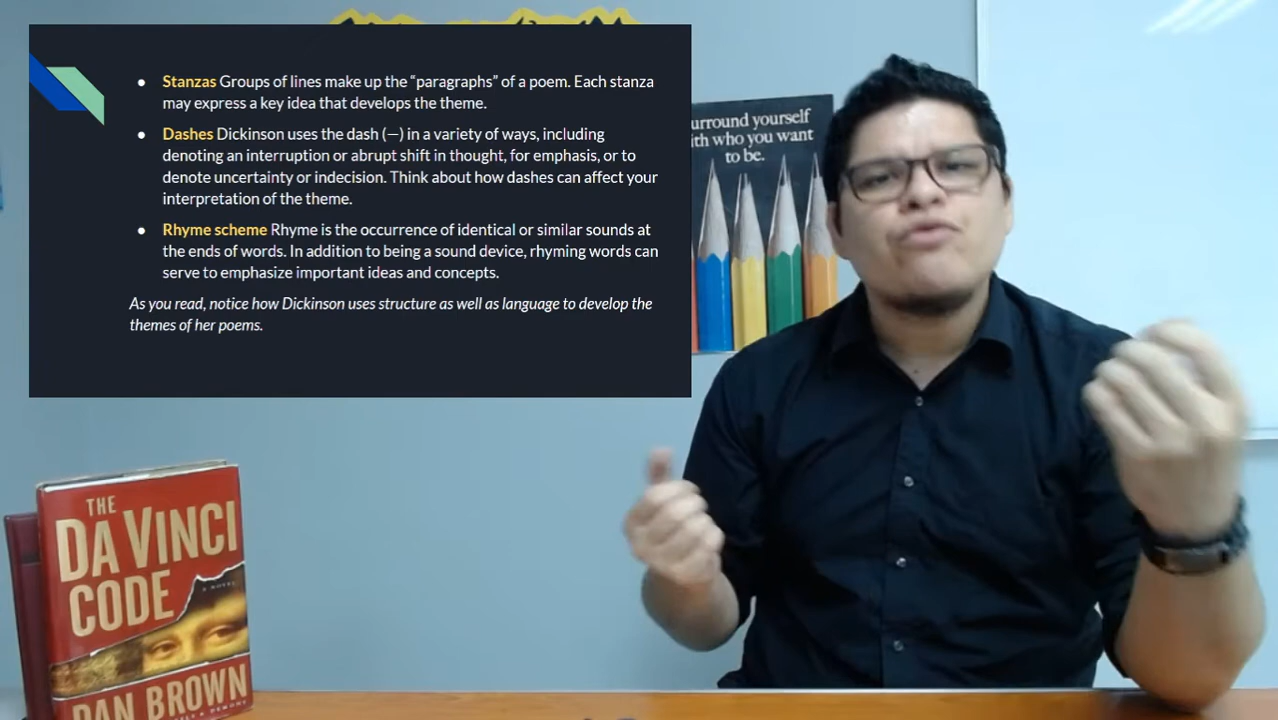 Stanzas Groups of lines make up the “paragraphs” of a poem. Each stanza
may express a key idea that develops the theme.
Dashes Dickinson uses the dash (—) in a variety of ways, including
denoting an interruption or abrupt shift in thought, for emphasis, or to
denote uncertainty or indecision. Think about how dashes can affect your
interpretation of the theme.
Rhyme scheme Rhyme is the occurrence of identical or similar sounds at
the ends of words. In addition to being a sound device, rhyming words can
serve to emphasize important ideas and concepts.
As you read, notice how Dickinson uses structure as well as language to develop the
themes of her poems.
urround yourself
ith who you want
to be.
THE
DA VINCI
CODE
A NOVEL
DAN BROWN